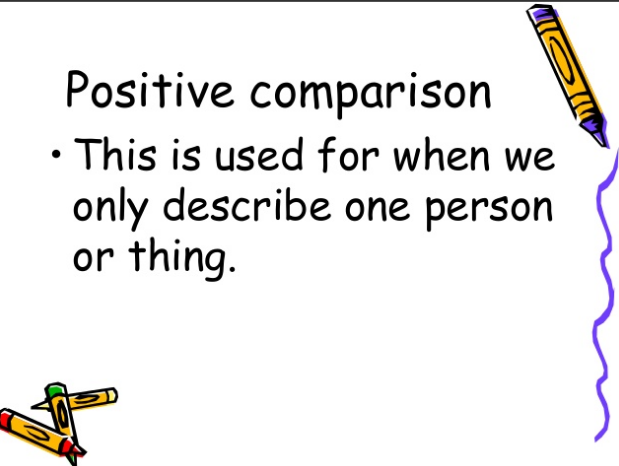 Positive comparison
• This is used for when we
only describe one person
or thing.